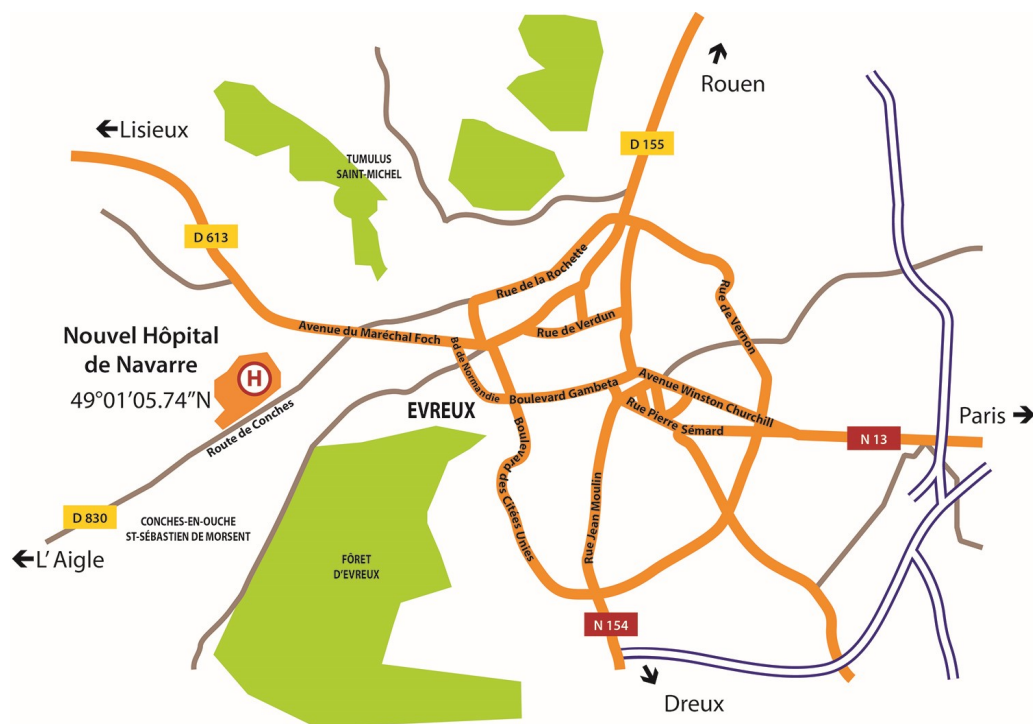 Rouen
Lisieux
D 155
TUMULUS
SAINT-MICHEL
D 613
Rue de la Rochette
Rue de Vernon
Avenue du Maréchal Foch
Rue de Verdun
Nouvel Hôpital
de Navarre
49°01’05.74’’N
H
Bd de Normandie
Boulevard Gambeta
Avenue Winston Churchill
EVREUX
Rue Pierre Sémard
Paris
Route de Conches
N 13
Boulevard des Citées Unies
Rue Jean Moulin
D 830
CONCHES-EN-OUCHE
ST-SÉBASTIEN DE MORSENT
L’ Aigle
FÔRET
D’EVREUX
N 154
Dreux